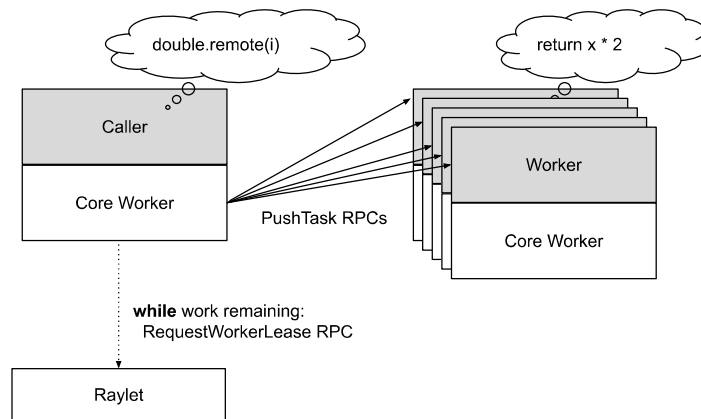 double.remote(i)
return x * 2
Caller
Core Worker
Worker
Core Worker
PushTask RPCs
while work remaining:
RequestWorkerLease RPC
Raylet